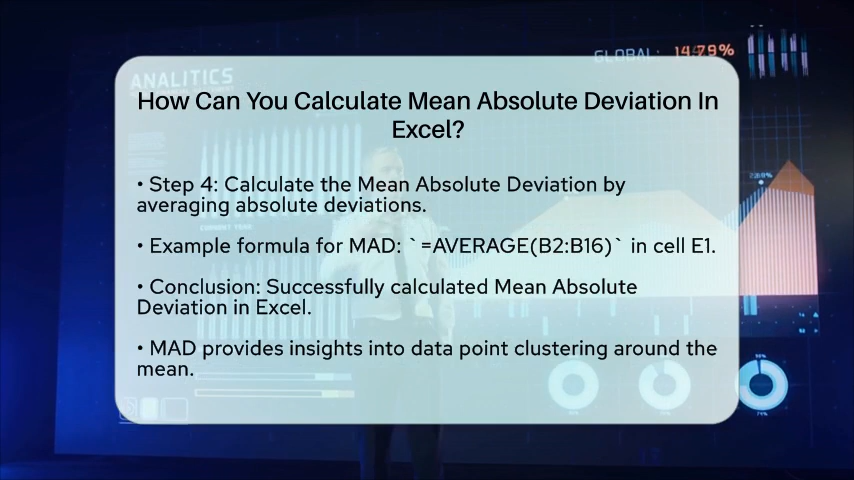 GLOBAL: 14.79%
ANALITICS
How Can You Calculate Mean Absolute Deviation In
Excel?
• Step 4: Calculate the Mean Absolute Deviation by
averaging absolute deviations.
• Example formula for MAD: `=AVERAGE(B2:B16)` in cell E1.
CURRENT YEAR
• Conclusion: Successfully calculated Mean Absolute
Deviation in Excel.
• MAD provides insights into data point clustering around the
mean.